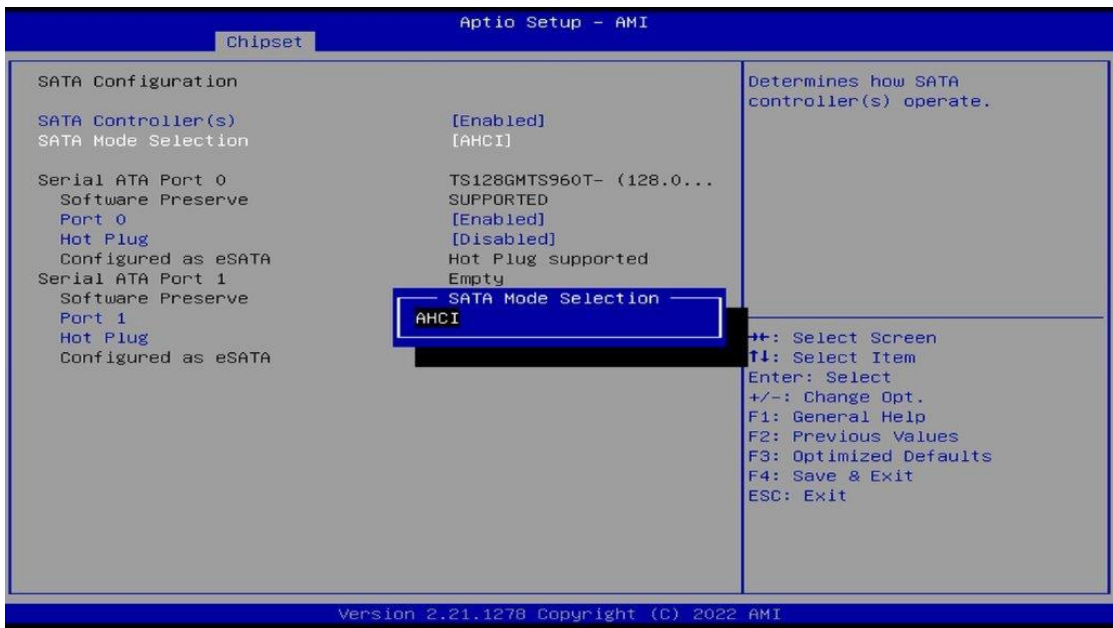 Aptio Setup - AMI
Chipset
SATA Configuration
SATA Controller(s) [Enabled]
SATA Mode Selection [AHCI]
Serial ATA Port 0 TS128GMTS960T- (128.0...
Software Preserve SUPPORTED
Port 0 [Enabled]
Hot Plug [Disabled]
Configured as eSATA Hot Plug supported
Serial ATA Port 1 Empty
Software Preserve
Port 1
Hot Plug
Configured as eSATA
SATA Mode Selection
AHCI
Determines how SATA
controller(s) operate.
→←: Select Screen
↑↓: Select Item
Enter: Select
+/-: Change Opt.
F1: General Help
F2: Previous Values
F3: Optimized Defaults
F4: Save & Exit
ESC: Exit
Version 2.21.1278 Copyright (C) 2022 AMI